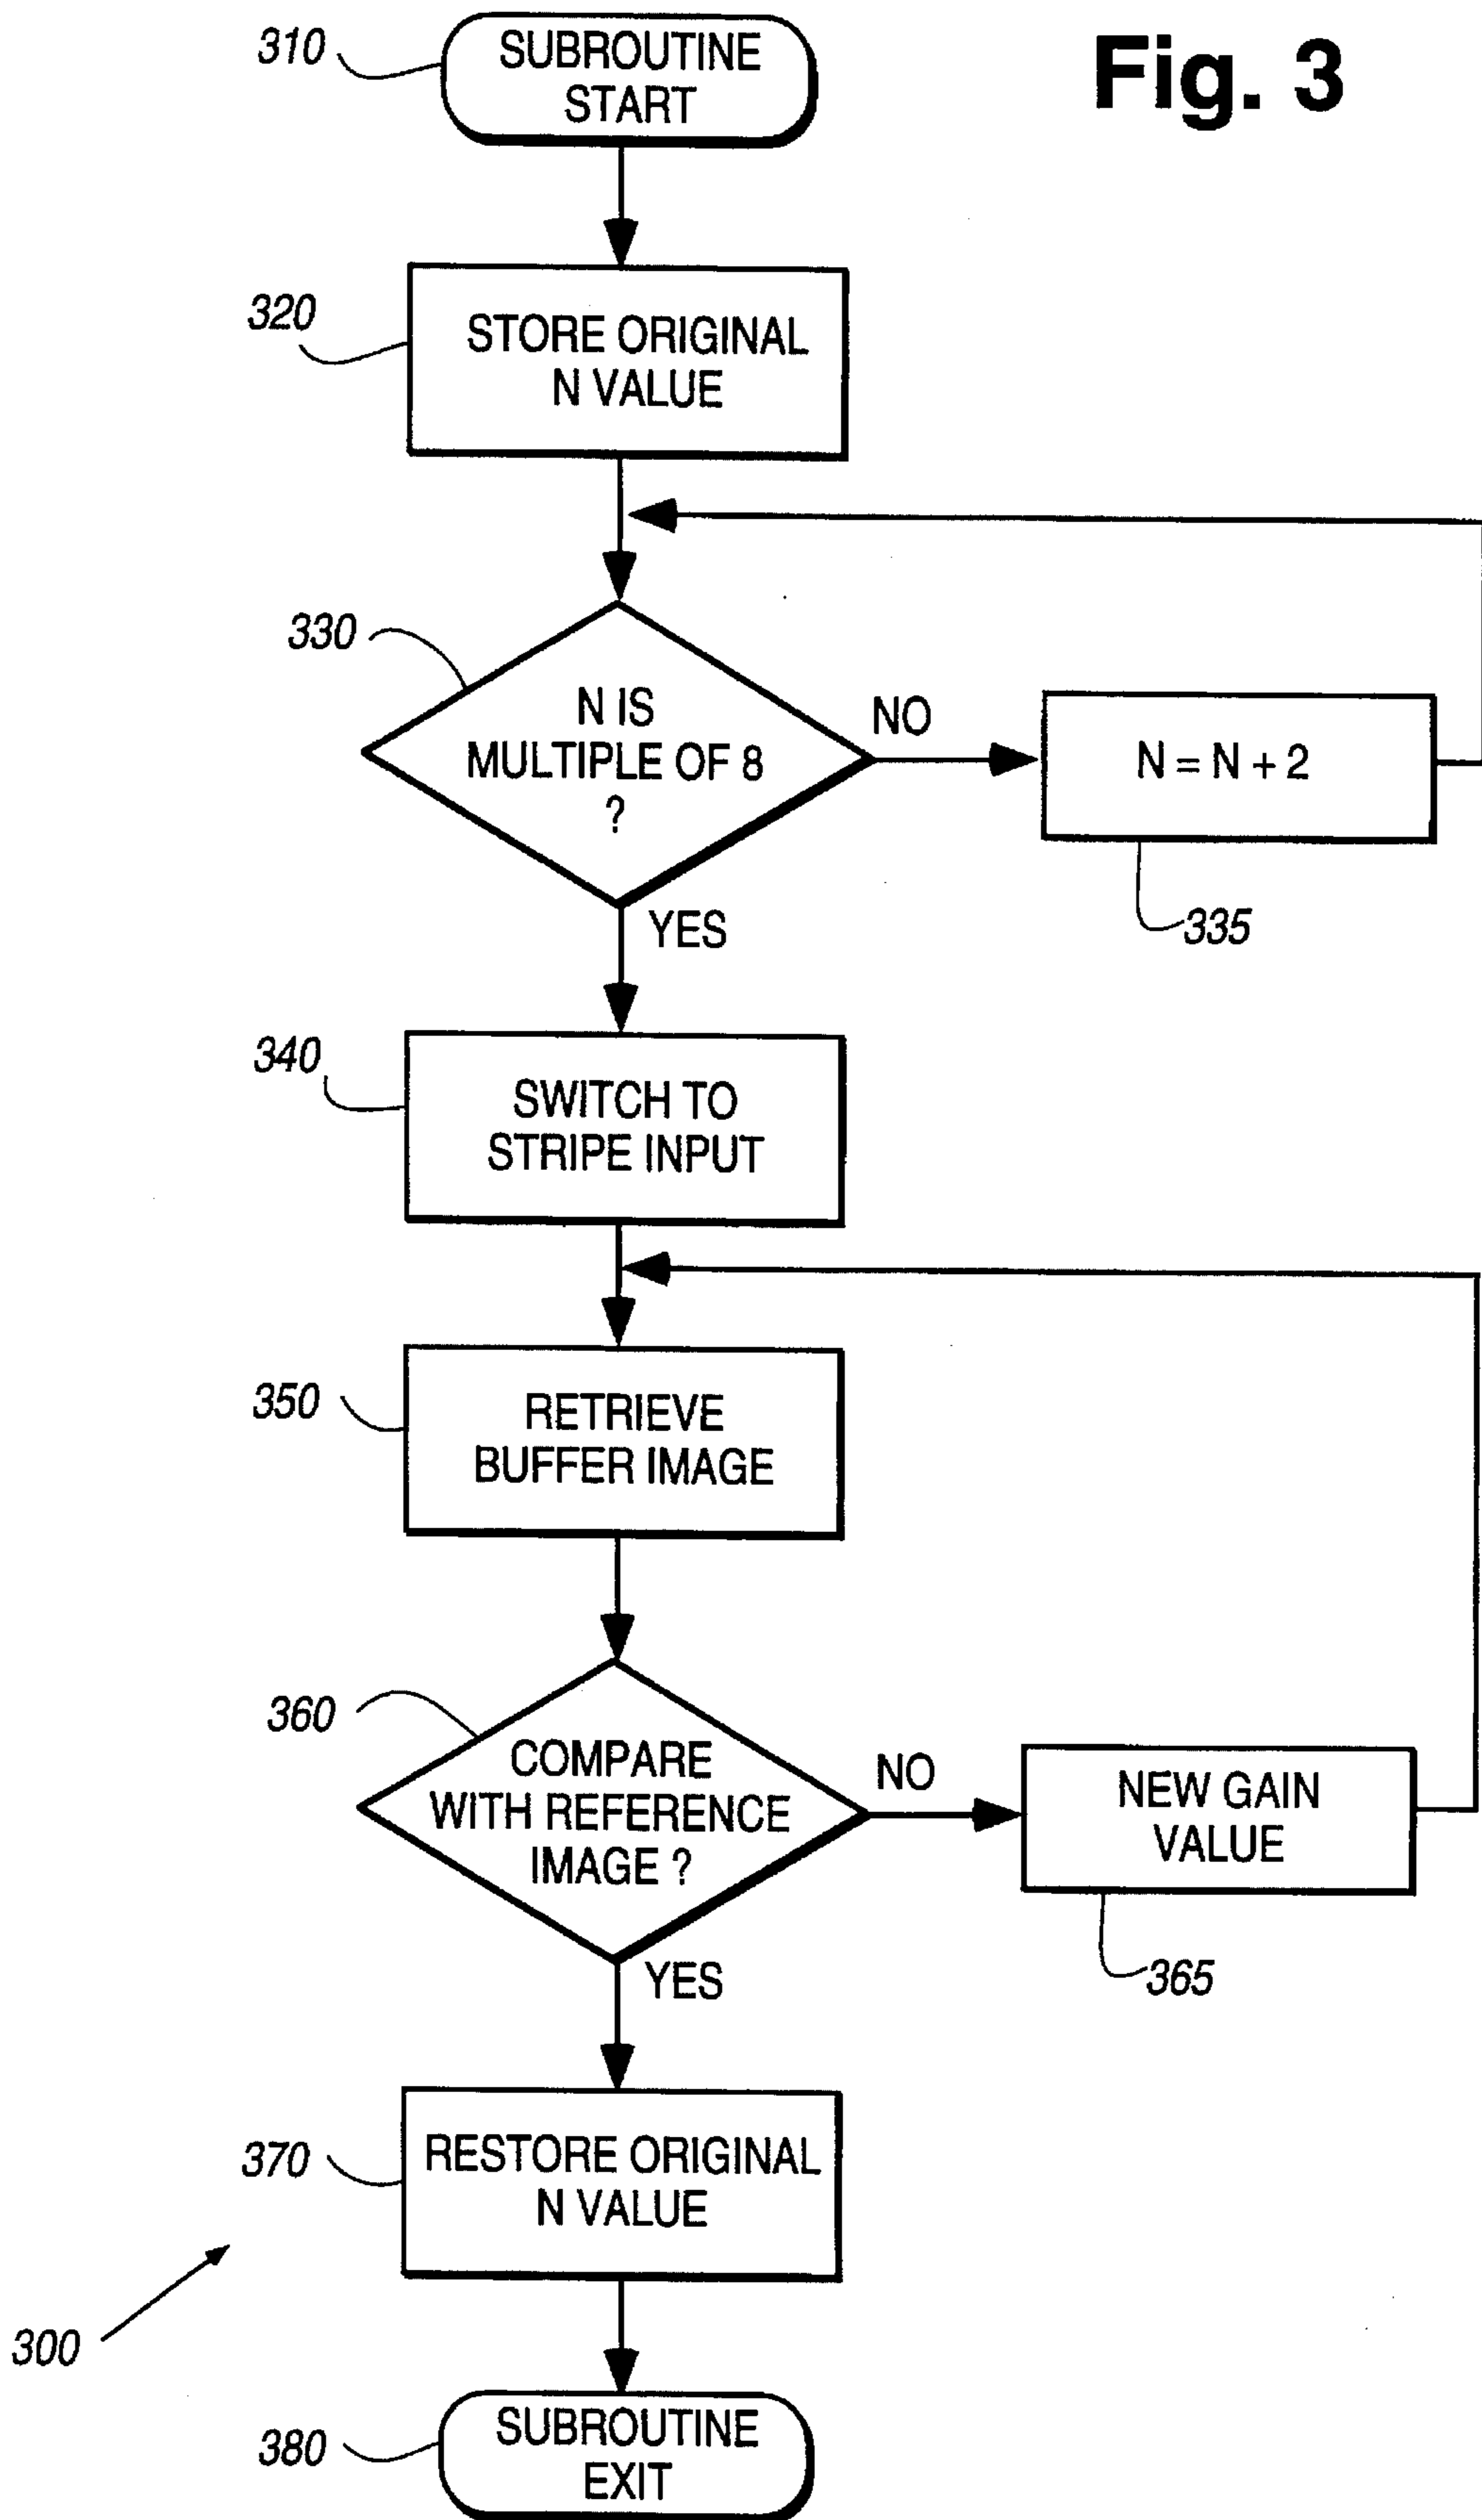 Fig. 3
310
SUBROUTINE
START
320
STORE ORIGINAL
N VALUE
330
N IS
MULTIPLE OF 8
?
NO
N = N + 2
335
YES
340
SWITCH TO
STRIPE INPUT
350
RETRIEVE
BUFFER IMAGE
360
COMPARE
WITH REFERENCE
IMAGE ?
NO
NEW GAIN
VALUE
365
YES
370
RESTORE ORIGINAL
N VALUE
300
380
SUBROUTINE
EXIT